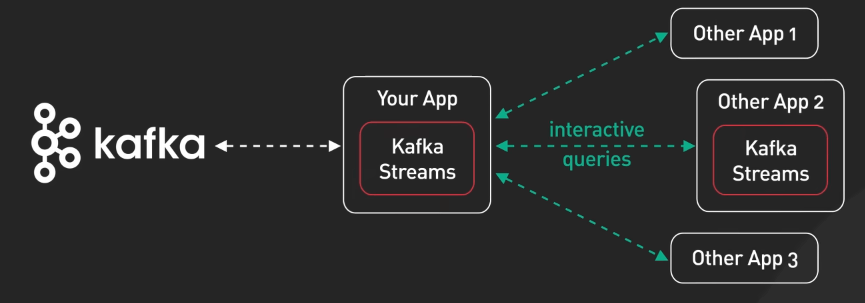 kafka
Your App
Kafka
Streams
interactive
queries
Other App 1
Other App 2
Kafka
Streams
Other App 3